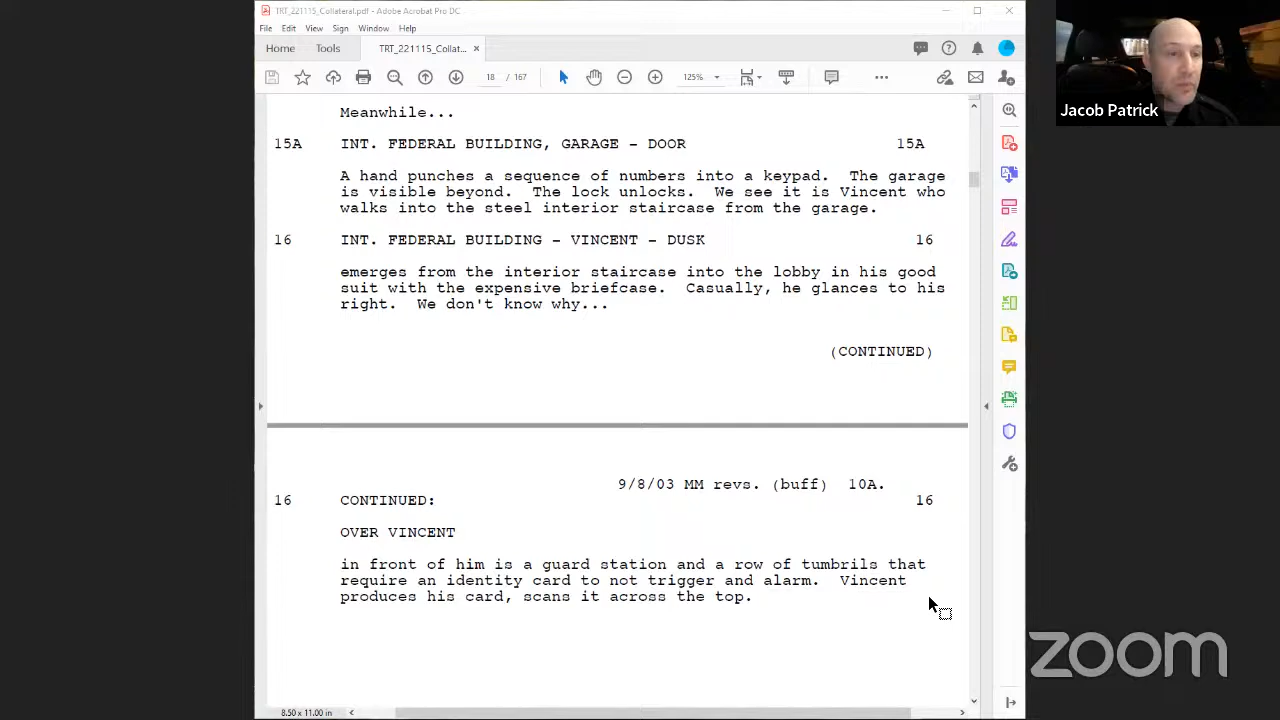 TRT_221115_Collateral.pdf - Adobe Acrobat Pro DC
File Edit View Sign Window Help
Home Tools TRT_221115_Collat... ×
18 / 167 125%
Meanwhile...
15A INT. FEDERAL BUILDING, GARAGE - DOOR 15A
A hand punches a sequence of numbers into a keypad. The garage
is visible beyond. The lock unlocks. We see it is Vincent who
walks into the steel interior staircase from the garage.
16 INT. FEDERAL BUILDING - VINCENT - DUSK 16
emerges from the interior staircase into the lobby in his good
suit with the expensive briefcase. Casually, he glances to his
right. We don't know why...
(CONTINUED)
9/8/03 MM revs. (buff) 10A.
16 CONTINUED: 16
OVER VINCENT
in front of him is a guard station and a row of tumbrils that
require an identity card to not trigger and alarm. Vincent
produces his card, scans it across the top.
8.50 x 11.00 in
Jacob Patrick
zoom